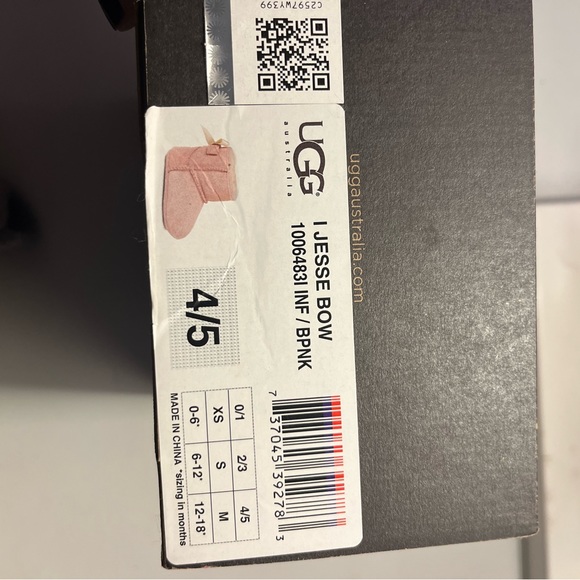 C2597WY399
UGG®
australia
uggaustralia.com
I JESSE BOW
1006483I INF / BPNK
4/5
7 37045 39278 3
0/1 2/3 4/5
XS S M
0-6* 6-12* 12-18*
MADE IN CHINA *sizing in months